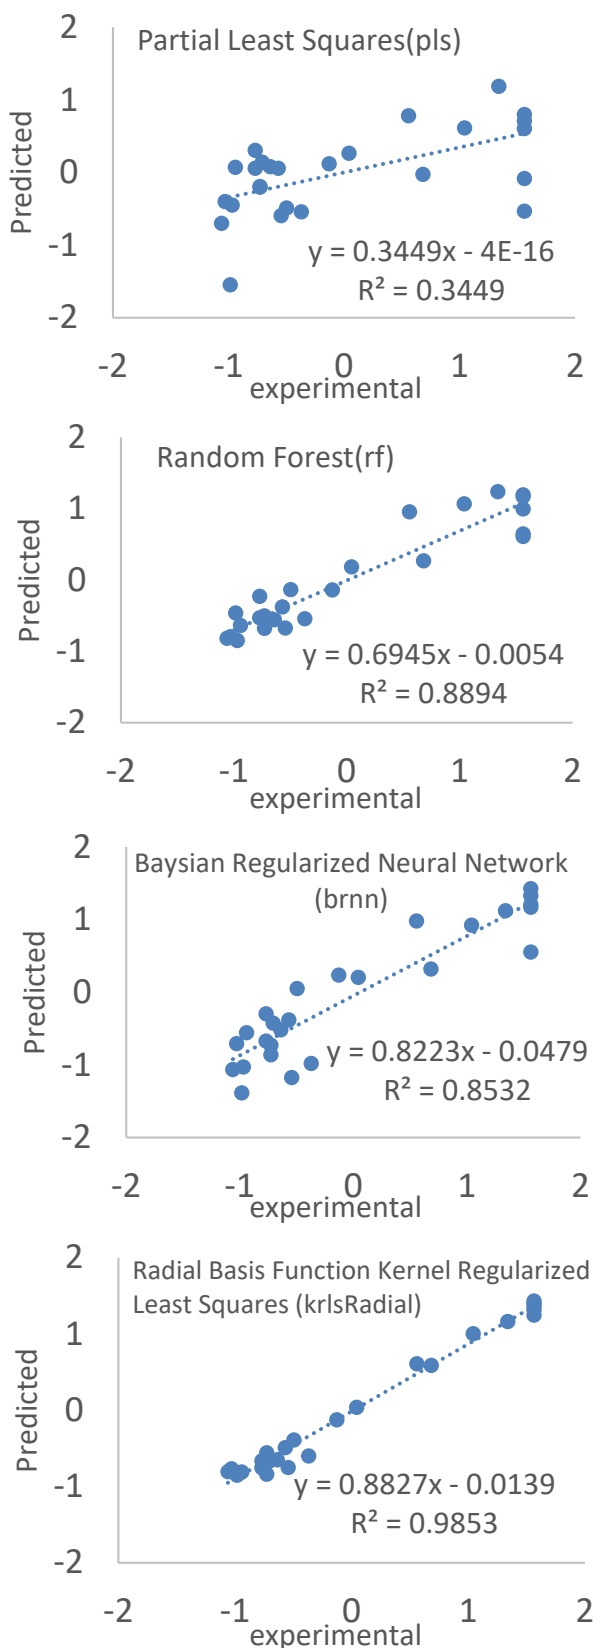 Partial Least Squares(pls)
2
1
0
-1
-2
Predicted
y = 0.3449x - 4E-16
R² = 0.3449
-2 -1 0 1 2
experimental
Random Forest(rf)
2
1
0
-1
-2
Predicted
y = 0.6945x - 0.0054
R² = 0.8894
-2 -1 0 1 2
experimental
Baysian Regularized Neural Network
(brnn)
2
1
0
-1
-2
Predicted
y = 0.8223x - 0.0479
R² = 0.8532
-2 -1 0 1 2
experimental
Radial Basis Function Kernel Regularized
Least Squares (krlsRadial)
2
1
0
-1
-2
Predicted
y = 0.8827x - 0.0139
R² = 0.9853
-2 -1 0 1 2
experimental